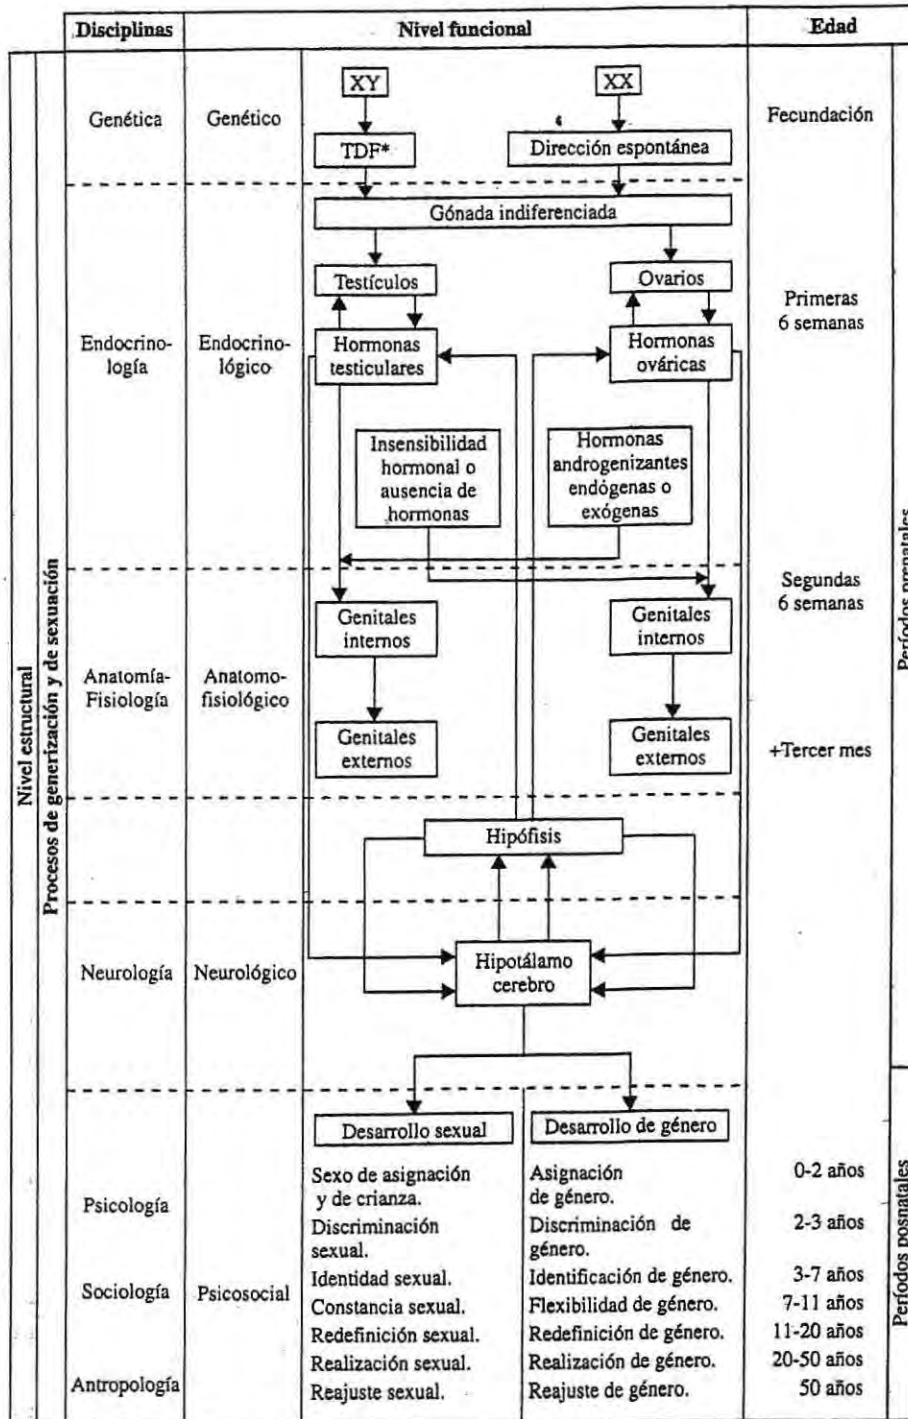 Disciplinas Nivel funcional Edad
XY XX
Genética Genético Fecundación
TDF* Dirección espontánea
Gónada indiferenciada
Testículos Ovarios
Primeras
6 semanas
Endocrino-
logía
Endocrino-
lógico
Hormonas
testiculares
Hormonas
ováricas
Insensibilidad
hormonal o
ausencia de
hormonas
Hormonas
androgenizantes
endógenas o
exógenas
Segundas
6 semanas
Genitales
internos
Genitales
internos
Anatomía-
Fisiología
Anatomo-
fisiológico
Genitales
externos
Genitales
externos
+Tercer mes
Hipófisis
Neurología Neurológico
Hipotálamo
cerebro
Desarrollo sexual Desarrollo de género
Psicología
Sociología
Antropología
Psicosocial
Sexo de asignación
y de crianza.
Asignación
de género.
0-2 años
Discriminación
sexual.
Discriminación de
género.
2-3 años
Identidad sexual. Identificación de género. 3-7 años
Constancia sexual. Flexibilidad de género. 7-11 años
Redefinición sexual. Redefinición de género. 11-20 años
Realización sexual. Realización de género. 20-50 años
Reajuste sexual. Reajuste de género. 50 años
Nivel estructural
Procesos de generización y de sexuación
Períodos prenatales
Períodos posnatales